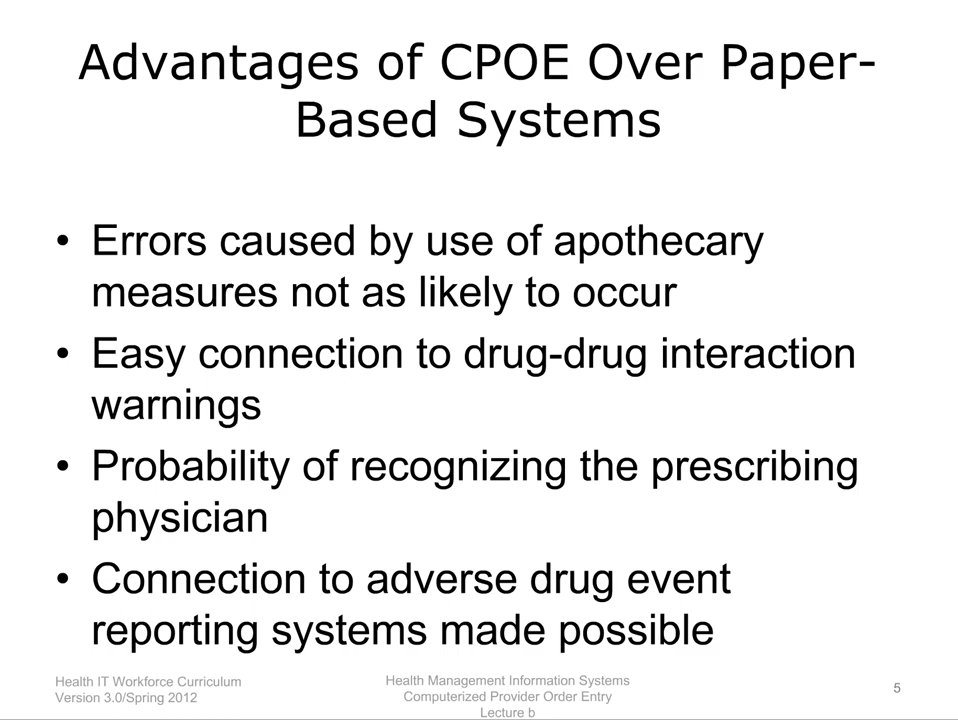 Advantages of CPOE Over Paper-
Based Systems
• Errors caused by use of apothecary
measures not as likely to occur
• Easy connection to drug-drug interaction
warnings
• Probability of recognizing the prescribing
physician
• Connection to adverse drug event
reporting systems made possible
Health IT Workforce Curriculum
Version 3.0/Spring 2012
Health Management Information Systems
Computerized Provider Order Entry
Lecture b
5